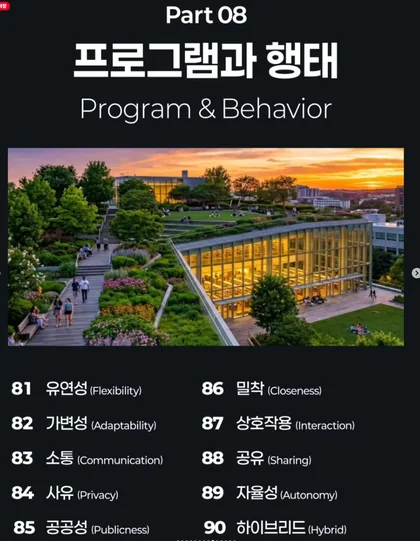 Part 08
프로그램과 행태
Program & Behavior
81 유연성 (Flexibility)
82 가변성 (Adaptability)
83 소통 (Communication)
84 사유 (Privacy)
85 공공성 (Publicness)
86 밀착 (Closeness)
87 상호작용 (Interaction)
88 공유 (Sharing)
89 자율성 (Autonomy)
90 하이브리드 (Hybrid)